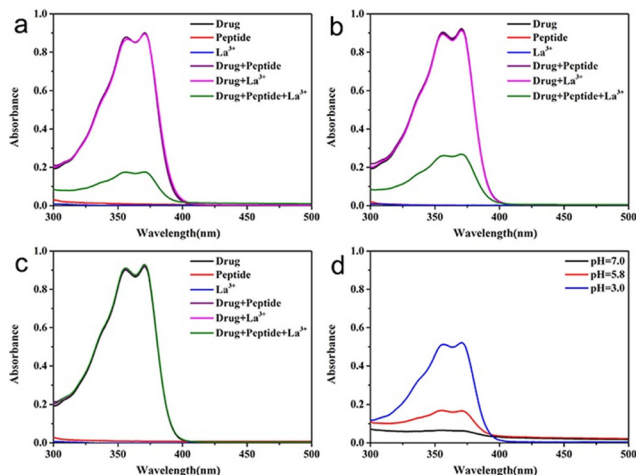 a
Drug
Peptide
La³⁺
Drug+Peptide
Drug+La³⁺
Drug+Peptide+La³⁺
1.0
0.8
0.6
0.4
0.2
0.0
Absorbance
300
350
400
450
500
Wavelength(nm)
b
Drug
Peptide
La³⁺
Drug+Peptide
Drug+La³⁺
Drug+Peptide+La³⁺
1.0
0.8
0.6
0.4
0.2
0.0
Absorbance
300
350
400
450
500
Wavelength(nm)
c
Drug
Peptide
La³⁺
Drug+Peptide
Drug+La³⁺
Drug+Peptide+La³⁺
1.0
0.8
0.6
0.4
0.2
0.0
Absorbance
300
350
400
450
500
Wavelength(nm)
d
pH=7.0
pH=5.8
pH=3.0
1.0
0.8
0.6
0.4
0.2
0.0
Absorbance
300
350
400
450
500
Wavelength(nm)